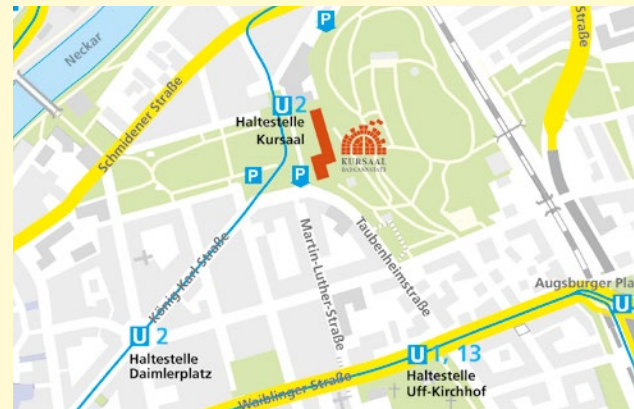 P
Straße
Neckar
Schmidener Straße
U 2
Haltestelle
Kursaal
KURSAAL
BAD CANNSTATT
P
P
König-Karl-Straße
Martin-Luther-Straße
Taubenheimstraße
Augsburger Pla
U
U 2
Haltestelle
Daimlerplatz
U 1, 13
Haltestelle
Uff-Kirchhof
Waiblinger Straße